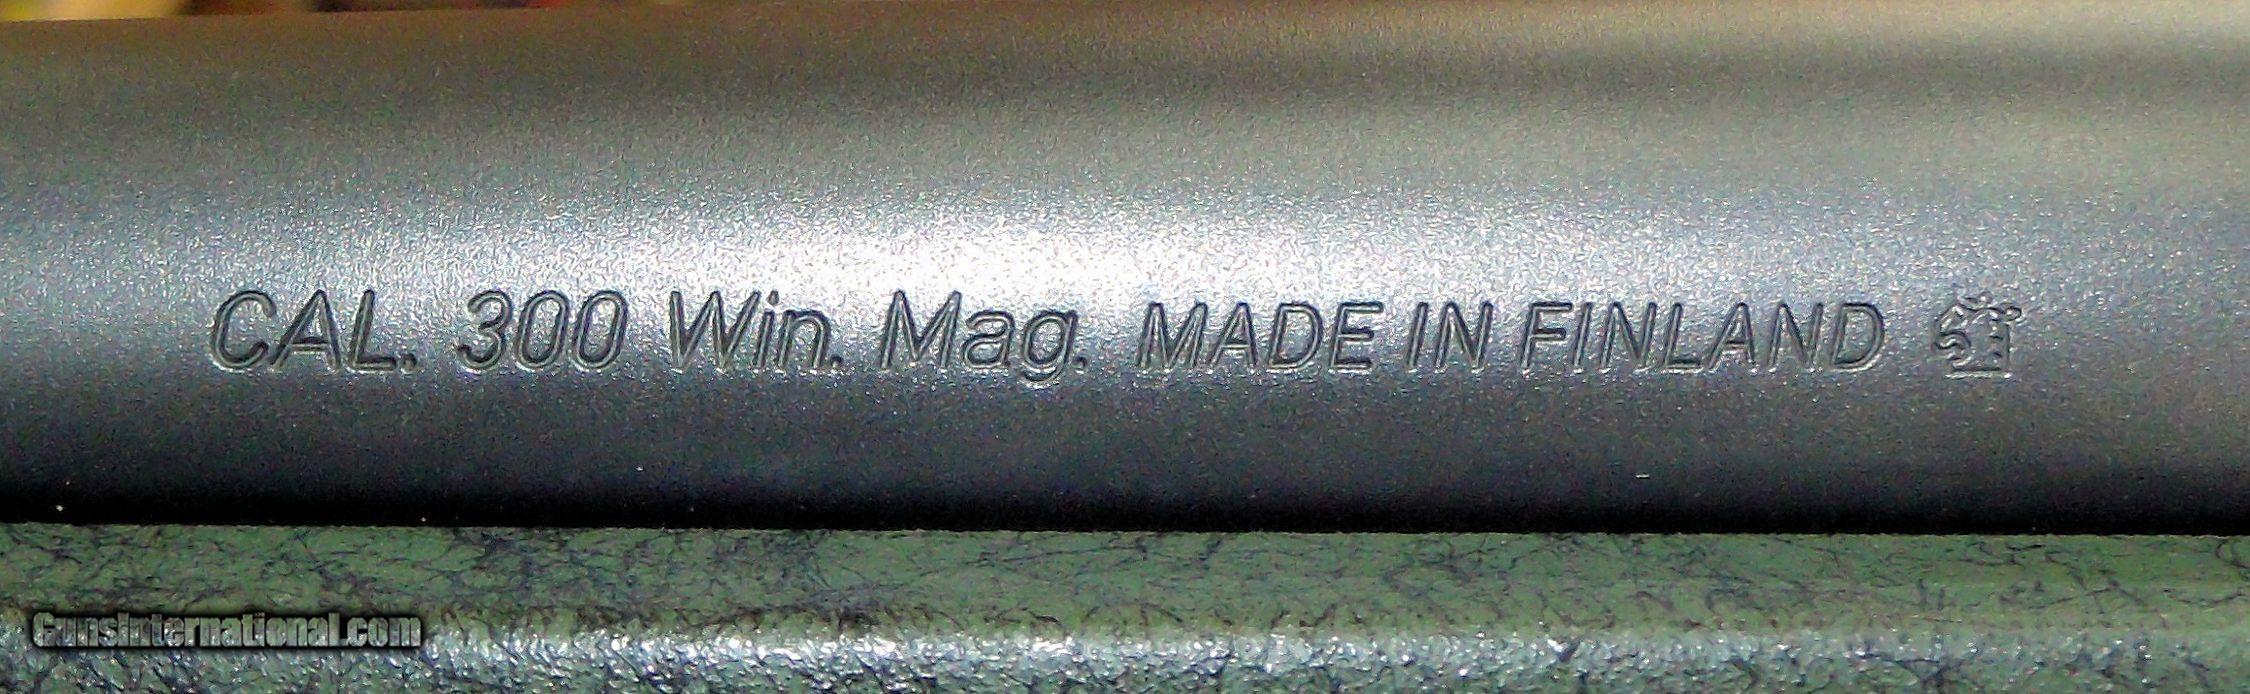 CAL. 300 Win. Mag. MADE IN FINLAND
GunsInternational.com